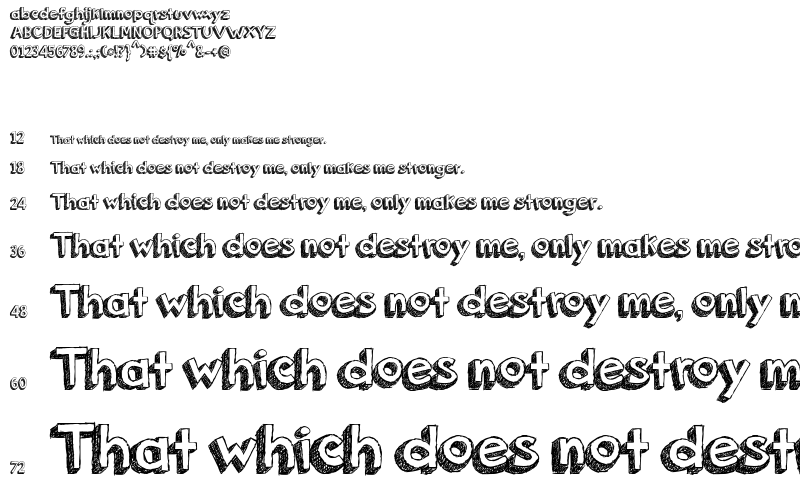 abcdefghijklmnopqrstuvwxyz
ABCDEFGHIJKLMNOPQRSTUVWXYZ
0123456789.:,;(«!?')"#&{%^&-<@
12 That which does not destroy me, only makes me stronger.
18 That which does not destroy me, only makes me stronger.
24 That which does not destroy me, only makes me stronger.
36 That which does not destroy me, only makes me stro
48 That which does not destroy me, only m
60 That which does not destroy m
72 That which does not dest